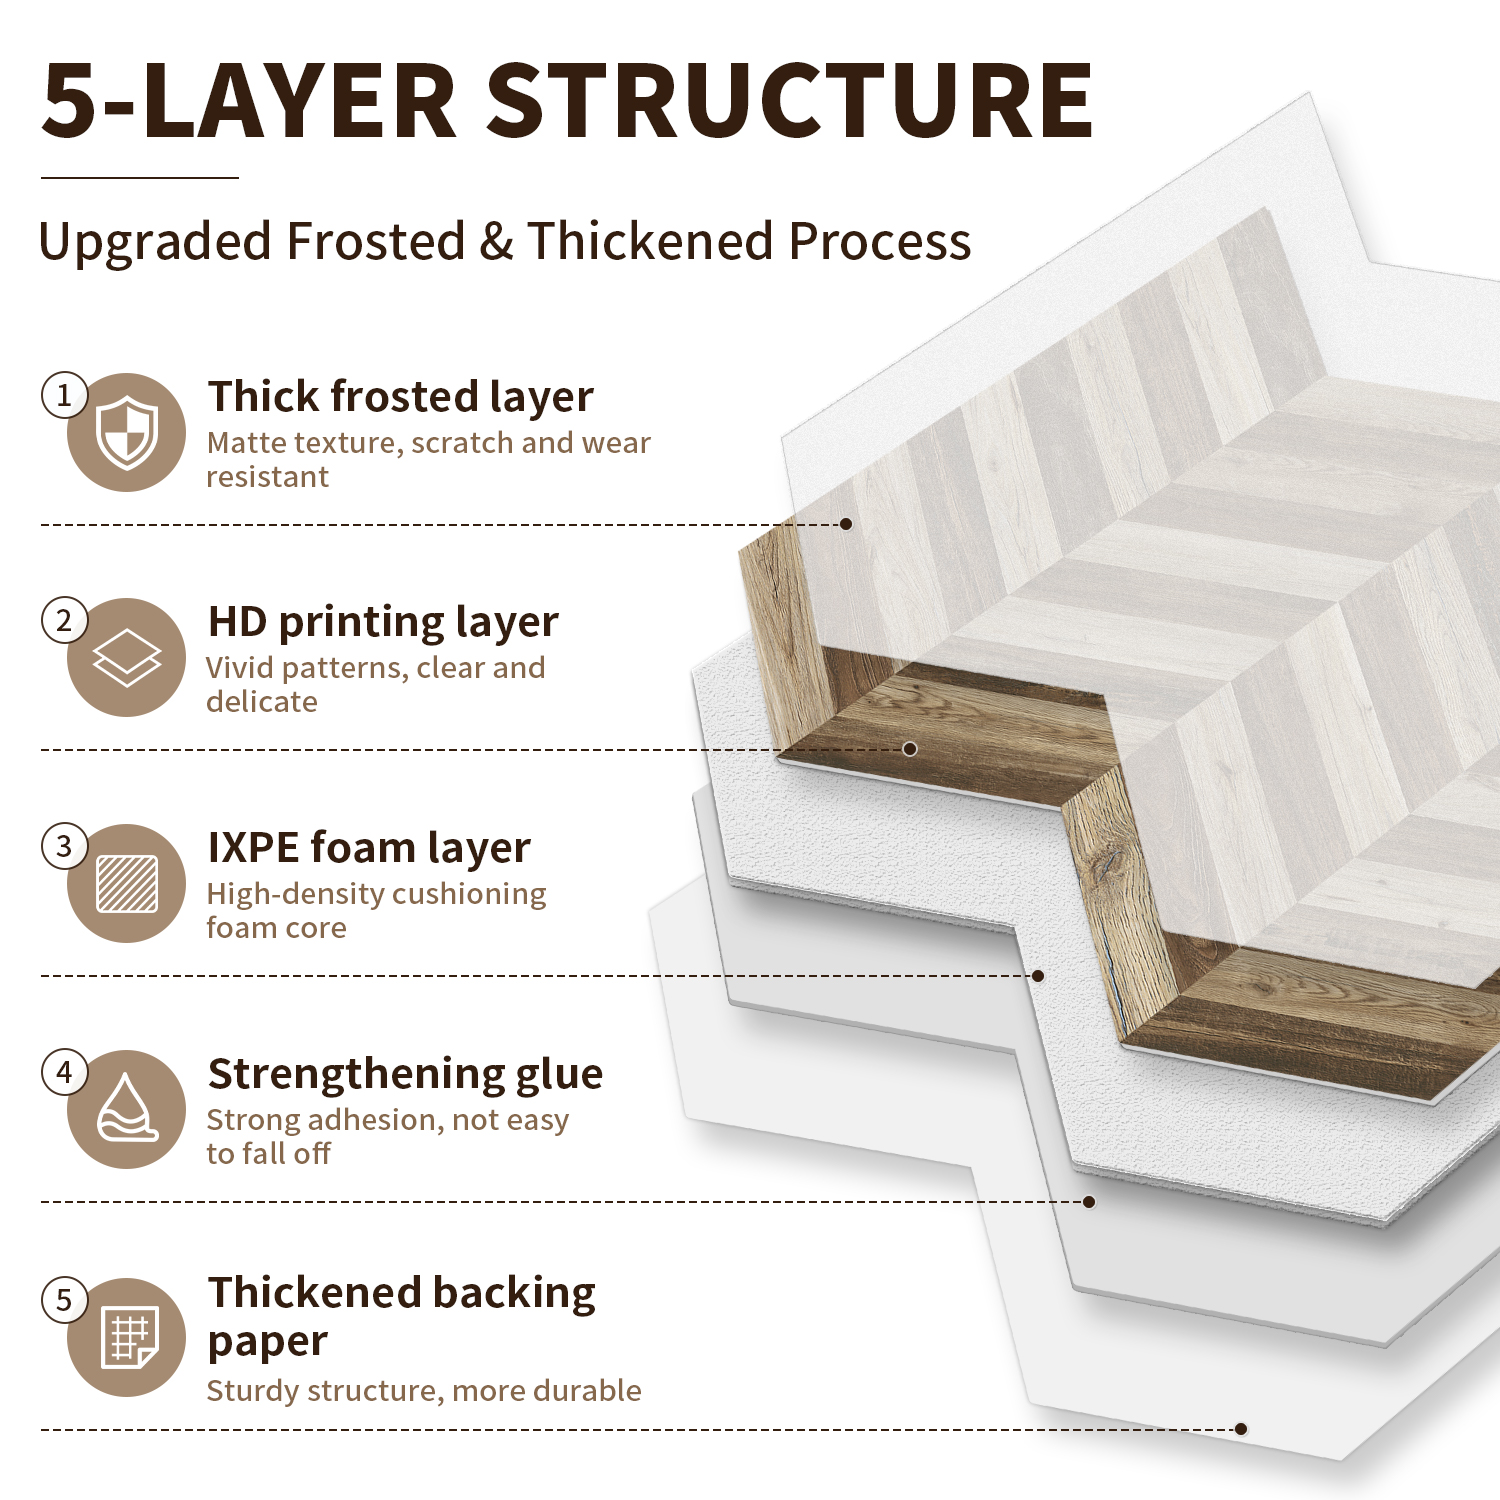 5-LAYER STRUCTURE
Upgraded Frosted & Thickened Process
1
Thick frosted layer
Matte texture, scratch and wear
resistant
2
HD printing layer
Vivid patterns, clear and
delicate
3
IXPE foam layer
High-density cushioning
foam core
4
Strengthening glue
Strong adhesion, not easy
to fall off
5
Thickened backing
paper
Sturdy structure, more durable